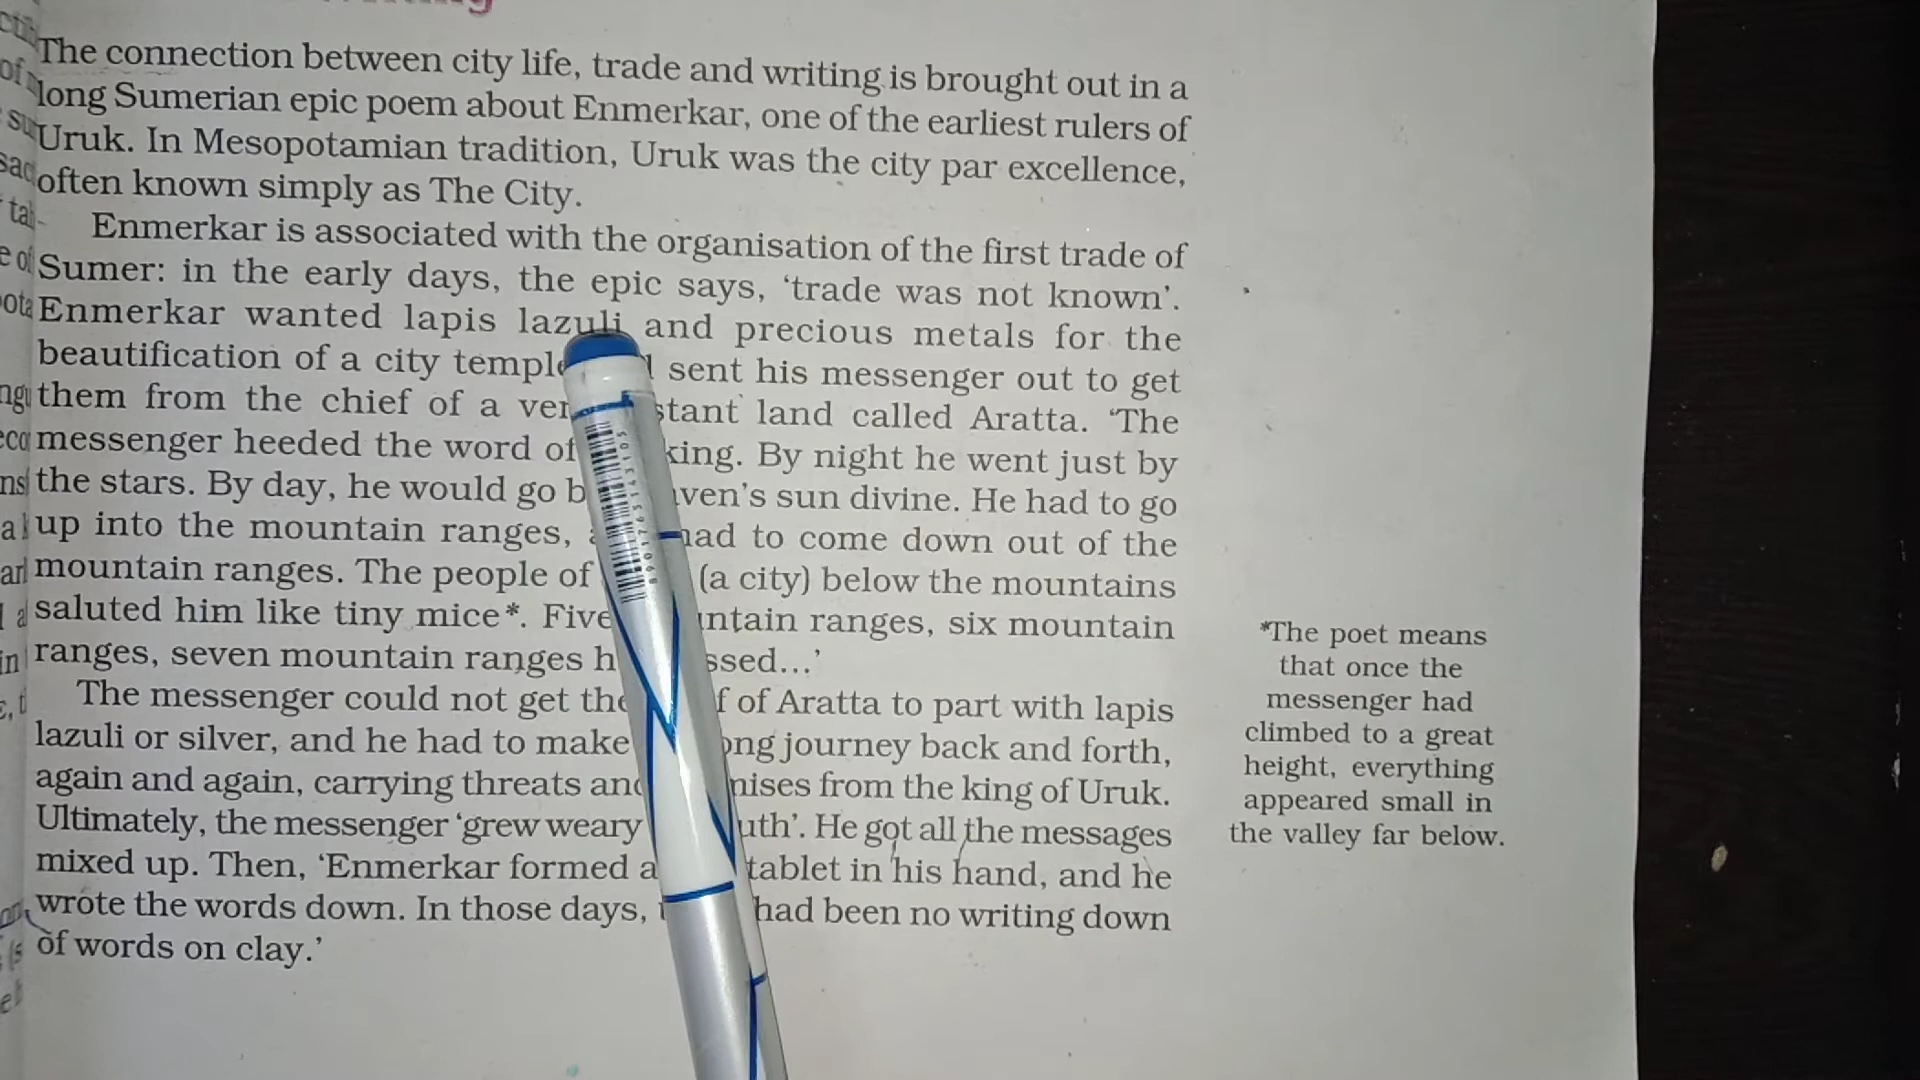 The connection between city life, trade and writing is brought out in a
long Sumerian epic poem about Enmerkar, one of the earliest rulers of
Uruk. In Mesopotamian tradition, Uruk was the city par excellence,
often known simply as The City.
Enmerkar is associated with the organisation of the first trade of
Sumer: in the early days, the epic says, ‘trade was not known’.
Enmerkar wanted lapis lazuli and precious metals for the
beautification of a city temple sent his messenger out to get
them from the chief of a land called Aratta. ‘The
messenger heeded the word of king. By night he went just by
the stars. By day, he would go sun divine. He had to go
up into the mountain ranges, had to come down out of the
mountain ranges. The people of (a city) below the mountains
saluted him like tiny mice*. Five ranges, six mountain
ranges, seven mountain ranges
The messenger could not get of Aratta to part with lapis
lazuli or silver, and he had to make journey back and forth,
again and again, carrying threats from the king of Uruk.
Ultimately, the messenger ‘grew weary He got all the messages
mixed up. Then, ‘Enmerkar formed a tablet in his hand, and he
wrote the words down. In those days, had been no writing down
of words on clay.’
*The poet means
that once the
messenger had
climbed to a great
height, everything
appeared small in
the valley far below.